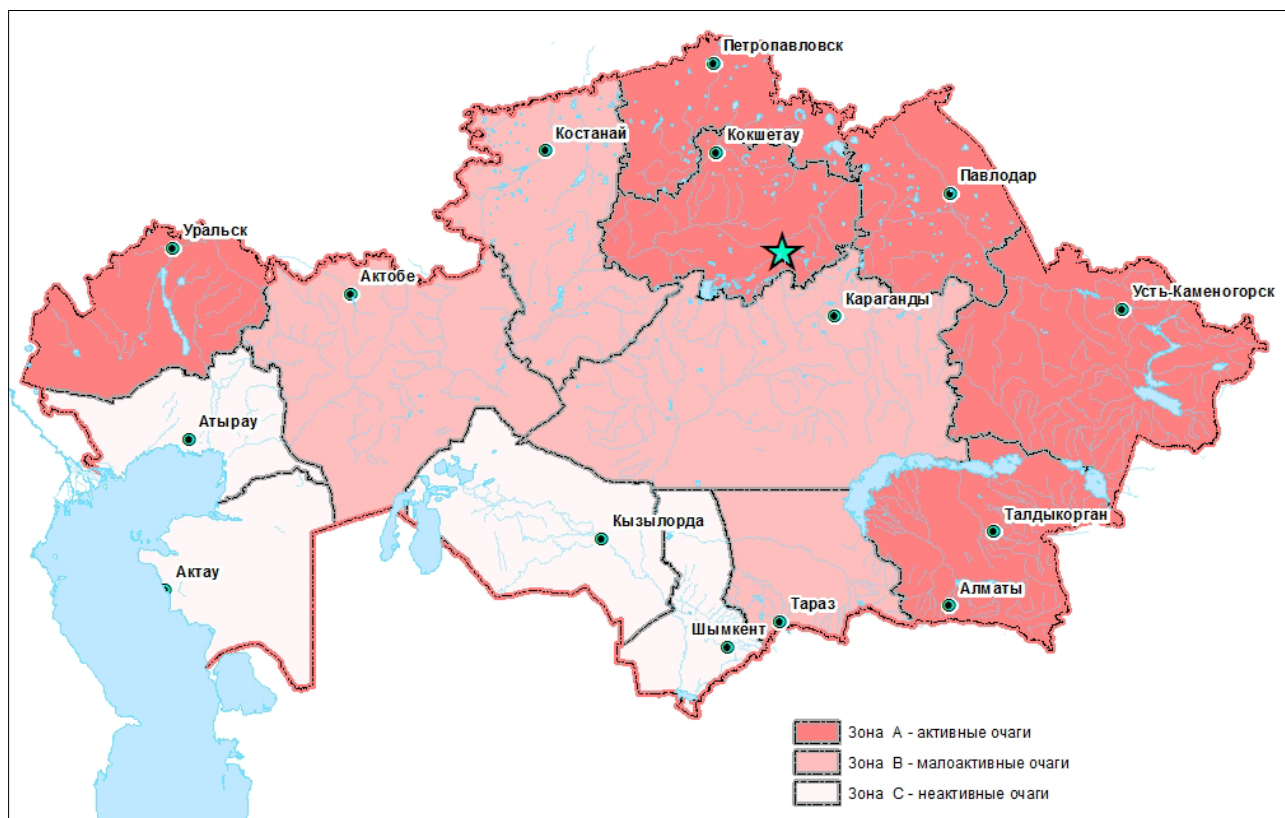 Петропавловск
Костанай
Кокшетау
Павлодар
Уральск
Актобе
Караганды
Усть-Каменогорск
Атырау
Кызылорда
Талдыкорган
Актау
Тараз
Алматы
Шымкент
Зона А - активные очаги
Зона В - малоактивные очаги
Зона С - неактивные очаги